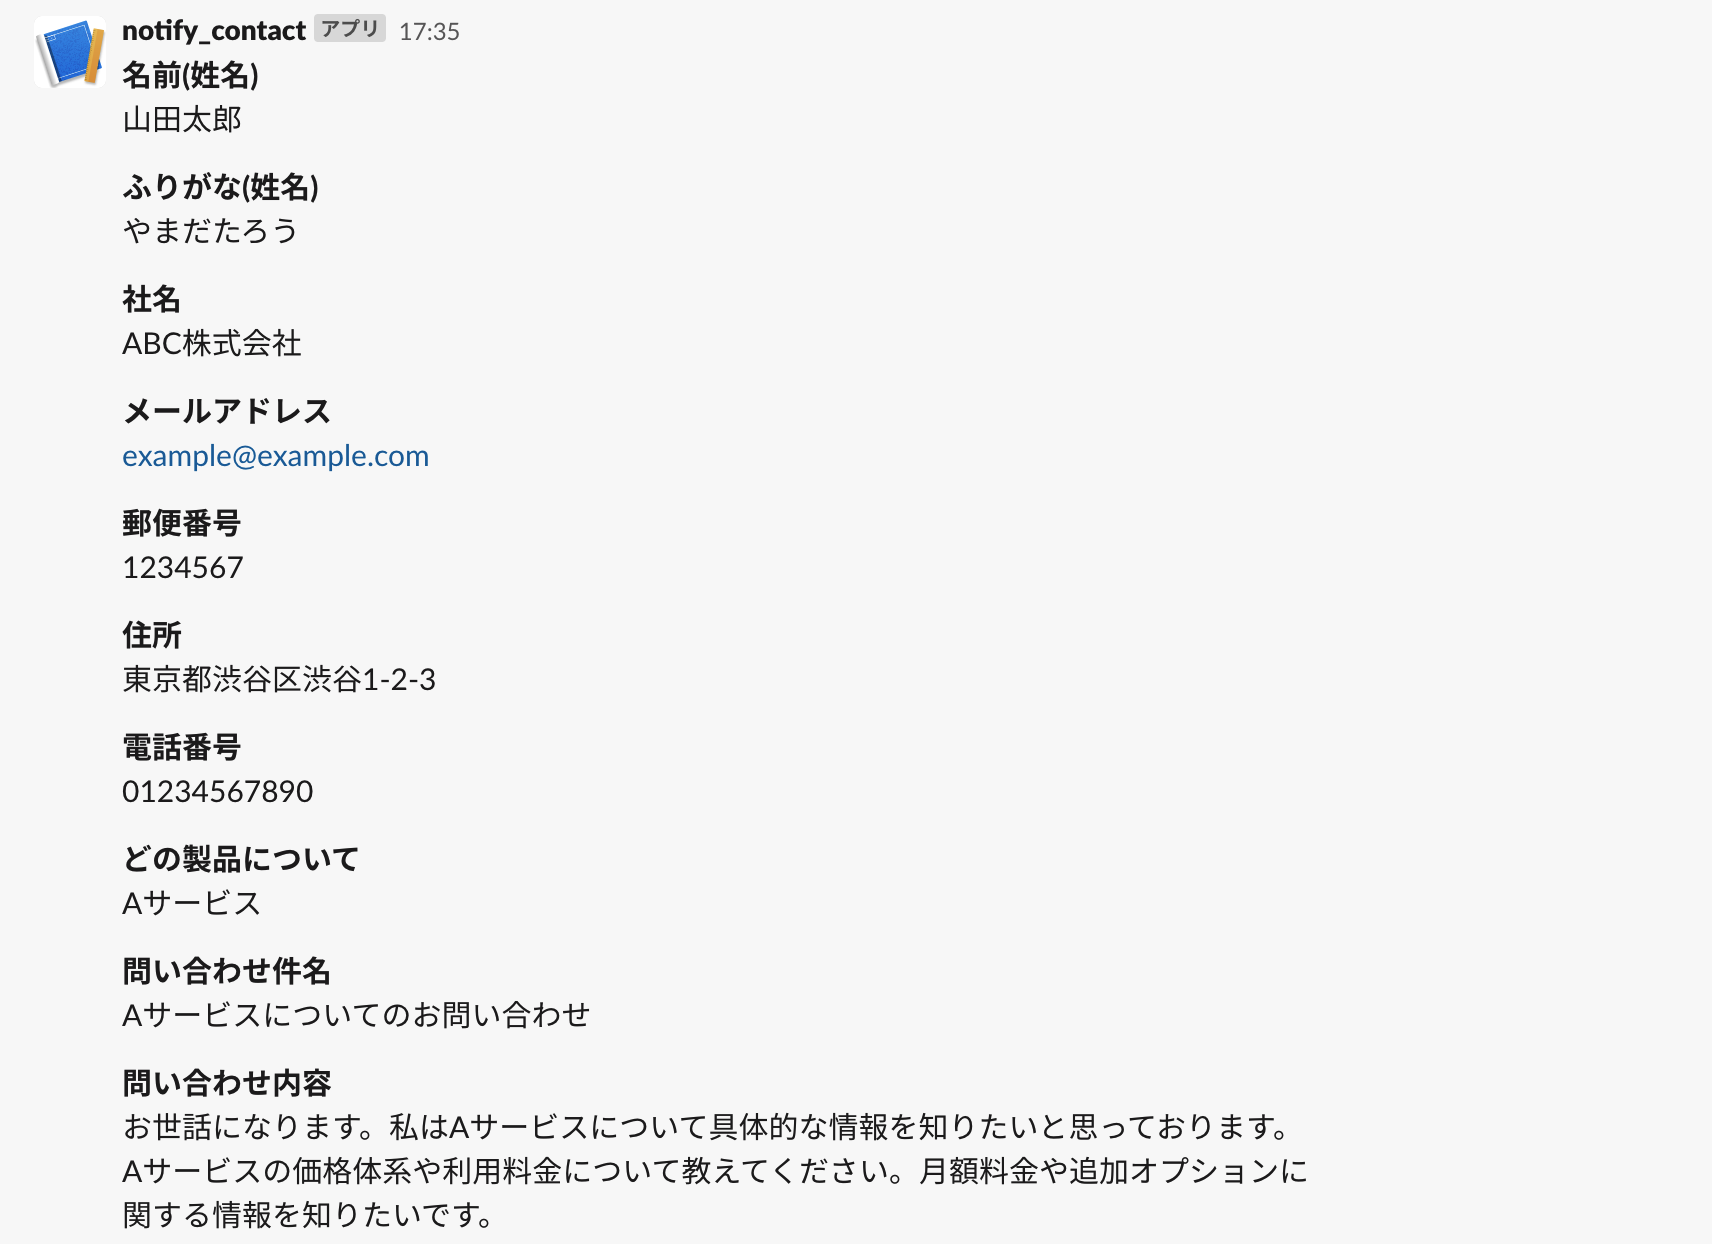 notify_contact アプリ 17:35
名前(姓名)
山田太郎
ふりがな(姓名)
やまだたろう
社名
ABC株式会社
メールアドレス
example@example.com
郵便番号
1234567
住所
東京都渋谷区渋谷1-2-3
電話番号
01234567890
どの製品について
Aサービス
問い合わせ件名
Aサービスについてのお問い合わせ
問い合わせ内容
お世話になります。私はAサービスについて具体的な情報を知りたいと思っております。
Aサービスの価格体系や利用料金について教えてください。月額料金や追加オプションに
関する情報を知りたいです。